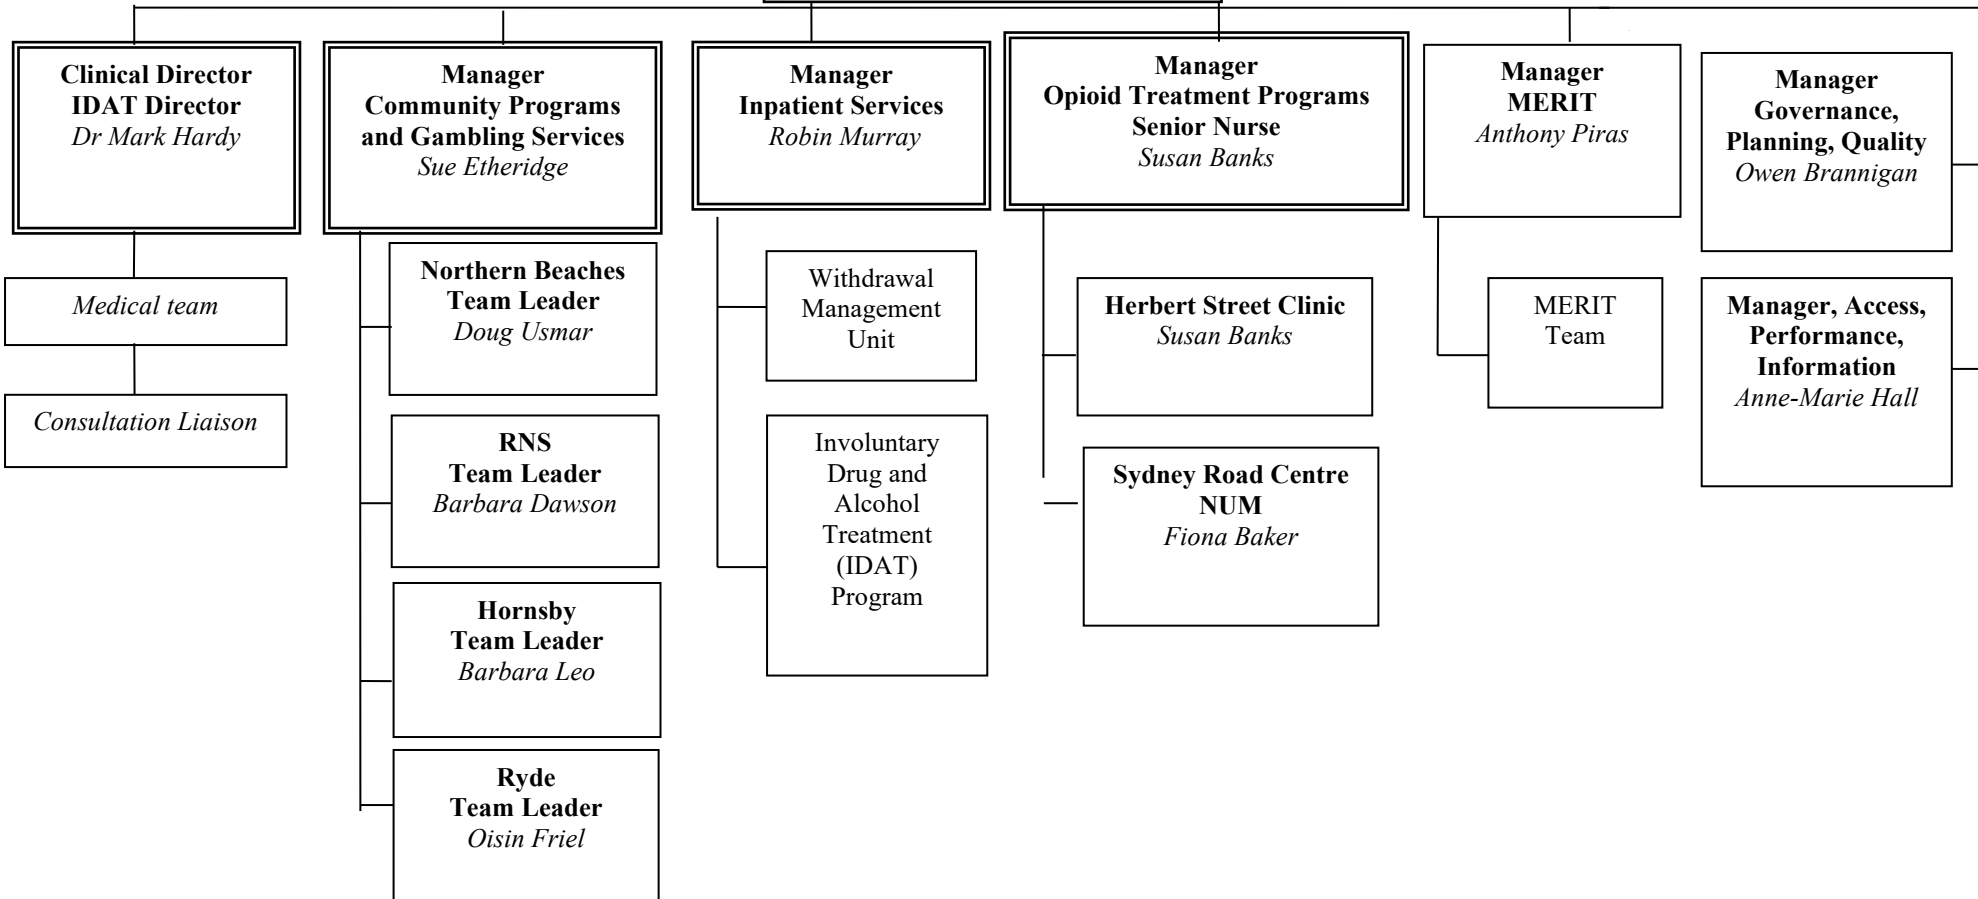 Clinical Director
IDAT Director
Dr Mark Hardy
Medical team
Consultation Liaison
Manager
Community Programs
and Gambling Services
Sue Etheridge
Northern Beaches
Team Leader
Doug Usmar
RNS
Team Leader
Barbara Dawson
Hornsby
Team Leader
Barbara Leo
Ryde
Team Leader
Oisin Friel
Manager
Inpatient Services
Robin Murray
Withdrawal
Management
Unit
Involuntary
Drug and
Alcohol
Treatment
(IDAT)
Program
Manager
Opioid Treatment Programs
Senior Nurse
Susan Banks
Herbert Street Clinic
Susan Banks
Sydney Road Centre
NUM
Fiona Baker
Manager
MERIT
Anthony Piras
MERIT
Team
Manager
Governance,
Planning, Quality
Owen Brannigan
Manager, Access,
Performance,
Information
Anne-Marie Hall